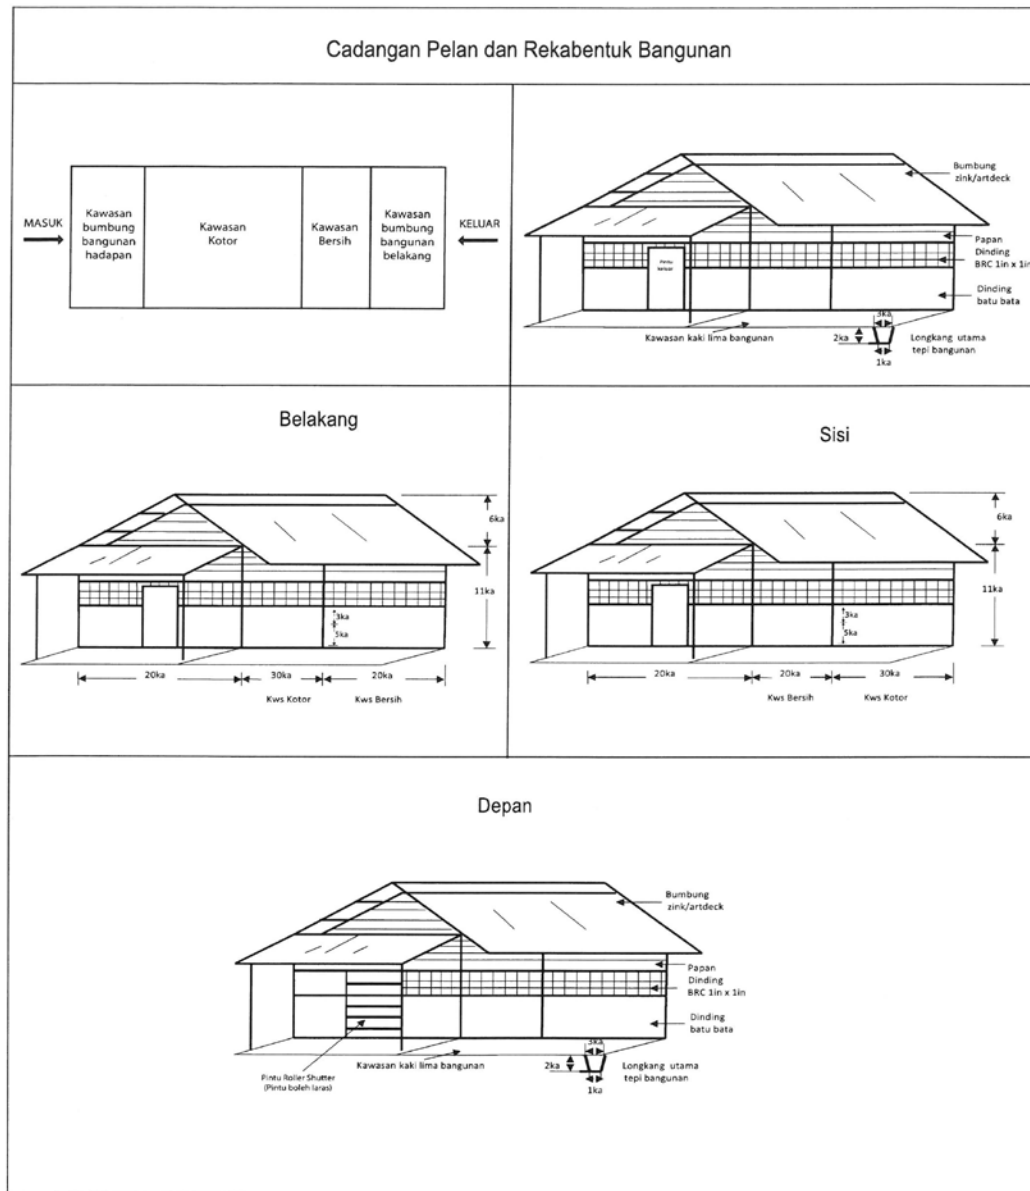 Cadangan Pelan dan Rekabentuk Bangunan
MASUK
Kawasan
bumbung
bangunan
hadapan
Kawasan
Kotor
Kawasan
Bersih
Kawasan
bumbung
bangunan
belakang
KELUAR
Bumbung
zink/artdeck
Papan
Dinding
BRC 1in x 1in
Pintu
keluar
Dinding
batu bata
Kawasan kaki lima bangunan
3ka
2ka
1ka
Longkang utama
tepi bangunan
Belakang
6ka
11ka
3ka
5ka
20ka
30ka
20ka
Kws Kotor
Kws Bersih
Sisi
6ka
11ka
3ka
5ka
20ka
20ka
30ka
Kws Bersih
Kws Kotor
Depan
Bumbung
zink/artdeck
Papan
Dinding
BRC 1in x 1in
Dinding
batu bata
Kawasan kaki lima bangunan
3ka
2ka
1ka
Longkang utama
tepi bangunan
Pintu Roller Shutter
(Pintu boleh laras)